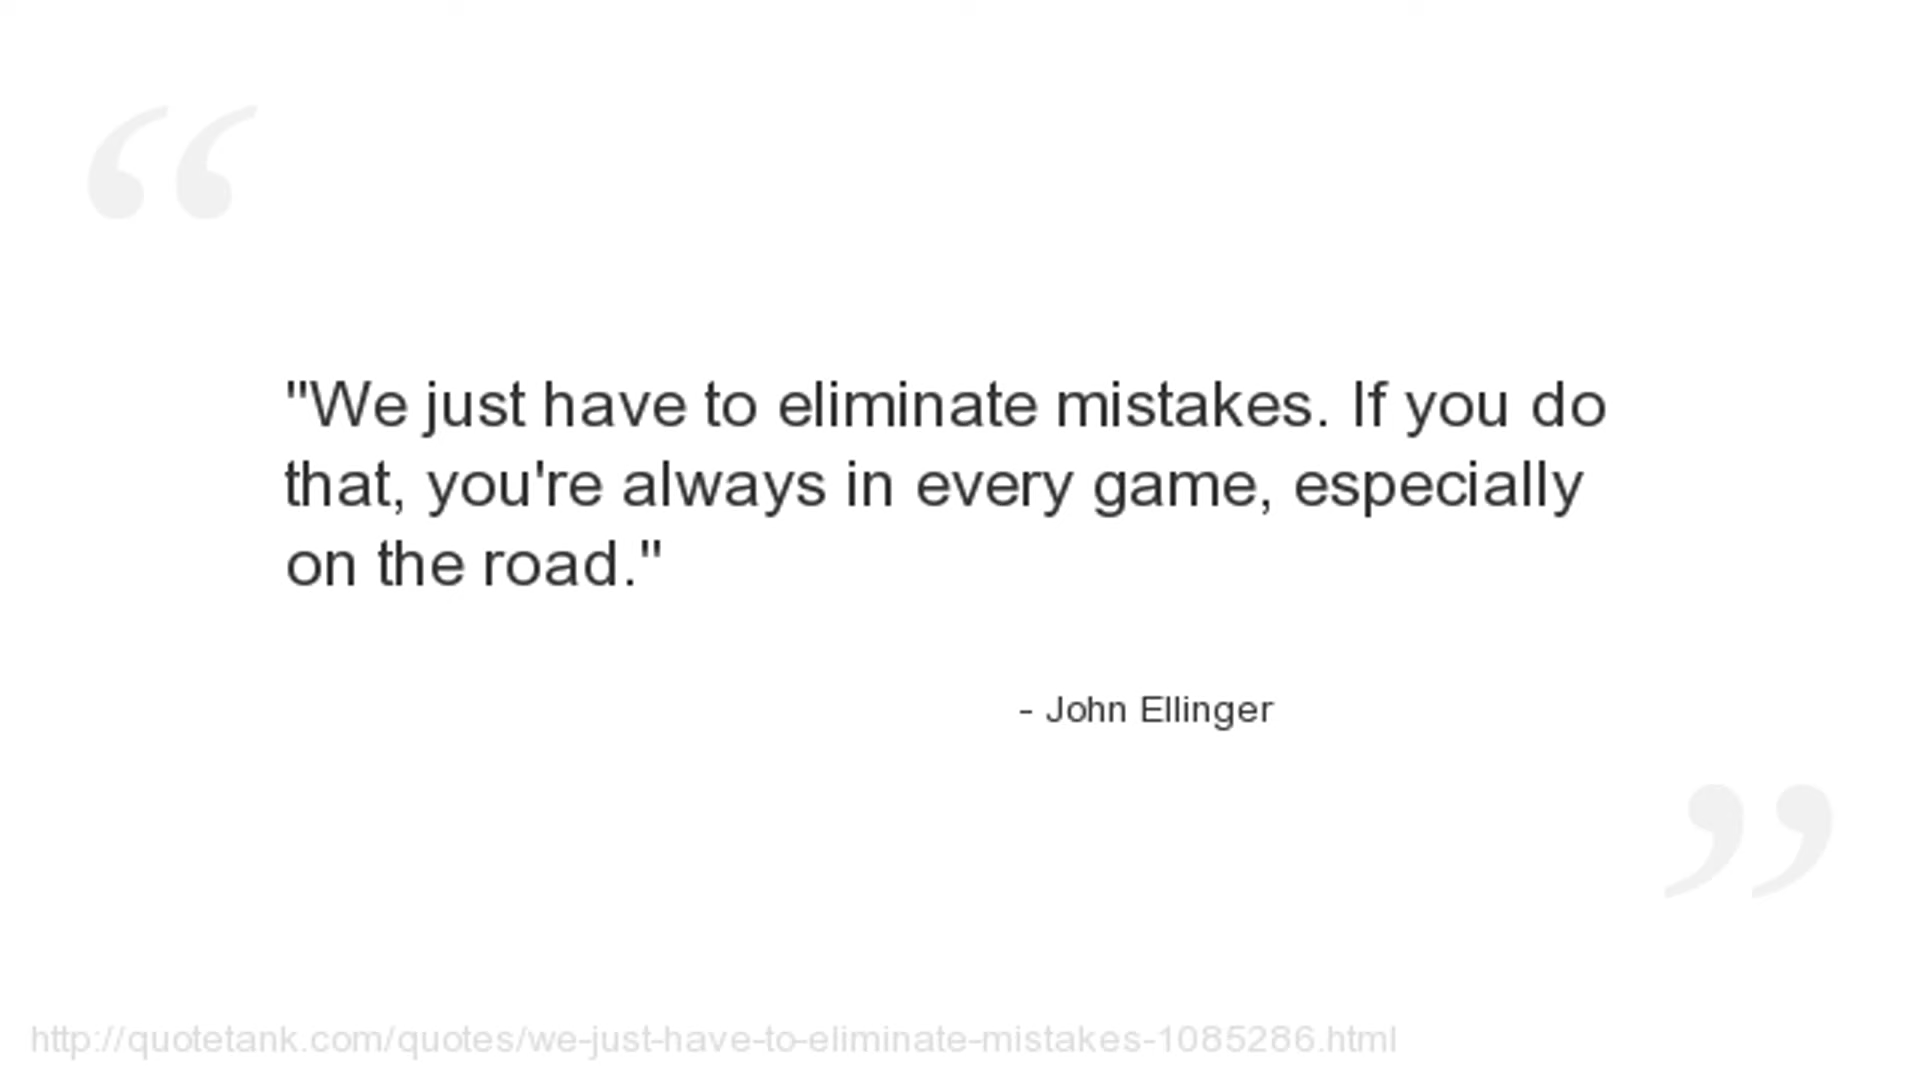 "We just have to eliminate mistakes. If you do
that, you're always in every game, especially
on the road."
- John Ellinger
http://quotetank.com/quotes/we-just-have-to-eliminate-mistakes-1085286.html